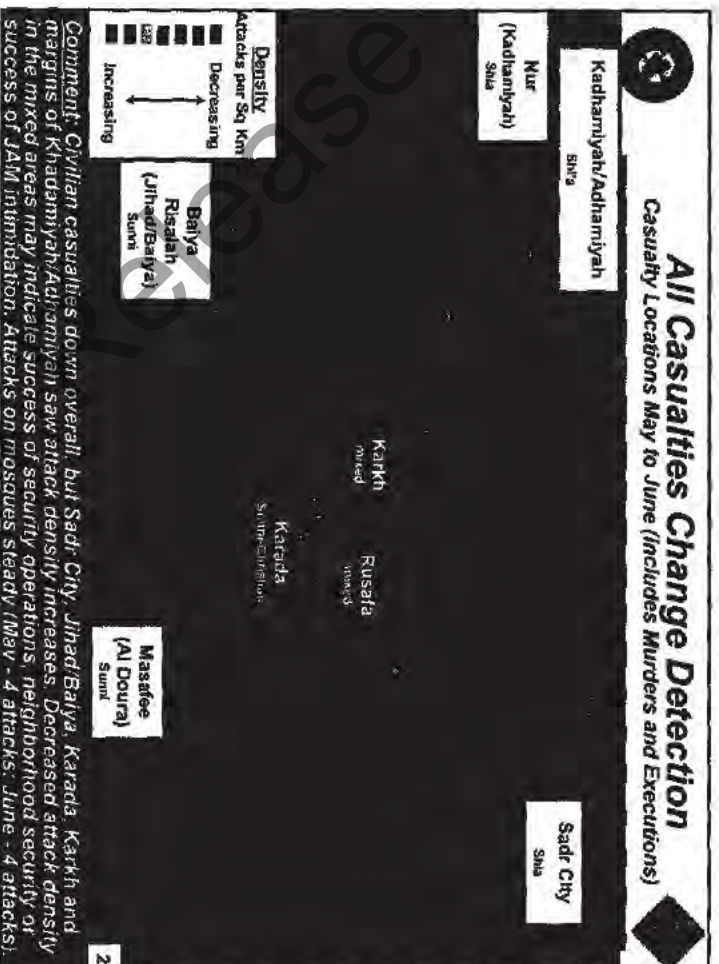 All Casualties Change Detection
Casualty Locations May to June (Includes Murders and Executions)
Kadhamiyah/Adhamiyah
Shi'a
Nur
(Kadhamiyah)
Shia
Sadr City
Shia
Karkh
mixed
Rusafa
mixed
Karada
Density
Attacks per Sq Km
Decreasing
Increasing
Baiya
Risalah
(Jihad/Baiya)
Sunni
Masafee
(Al Doura)
Sunni
Comment: Civilian casualties down overall, but Sadr City, Jihad/Baiya, Karada, Karkh and
margins of Khadamiyah/Adhamiyah saw attack density increases. Decreased attack density
in the mixed areas may indicate success of security operations, neighborhood security or
success of JAM intimidation. Attacks on mosques steady (May - 4 attacks; June - 4 attacks).
2
Release